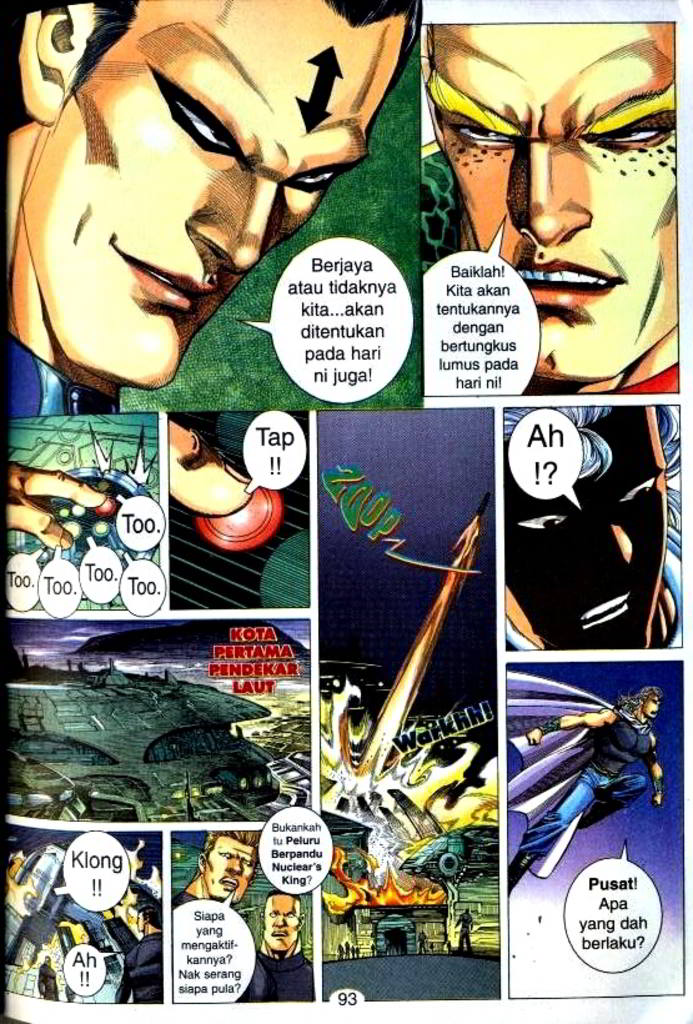 Berjaya
atau tidaknya
kita...akan
ditentukan
pada hari
ni juga!
Baiklah!
Kita akan
tentukannya
dengan
bertungkus
lumus pada
hari ni!
Too.
Too.
Too.
Too.
Too.
Tap
!!
ZOOP
Warkhh!
Ah
!?
KOTA
PERTAMA
PENDEKAR
LAUT
Klong
!!
Ah
!!
Bukankah
tu Peluru
Berpandu
Nuclear's
King?
Siapa
yang
mengaktif-
kannya?
Nak serang
siapa pula?
Pusat!
Apa
yang dah
berlaku?
93